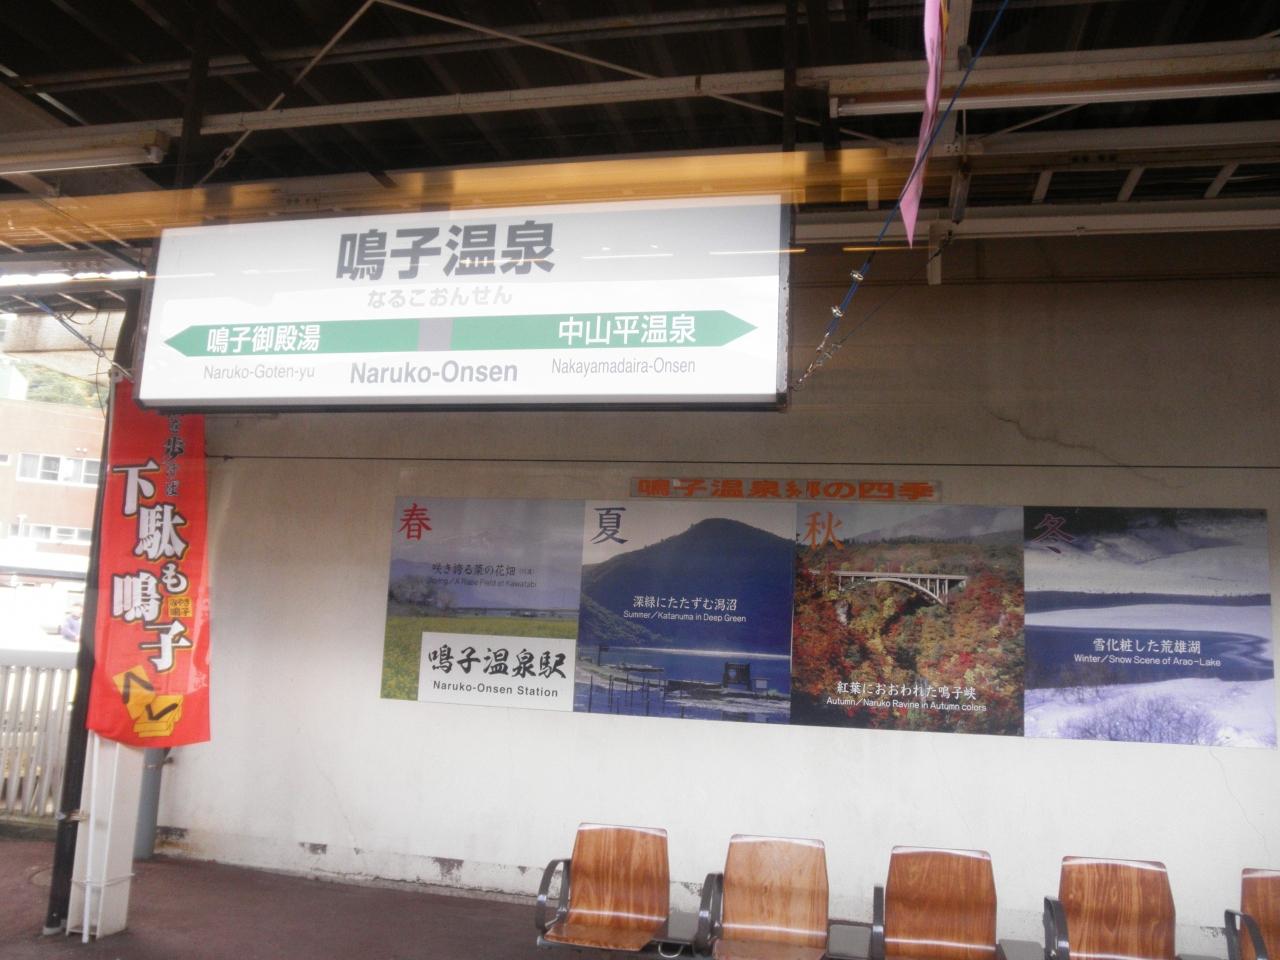 鳴子温泉
なるこおんせん
鳴子御殿湯
中山平温泉
Naruko-Goten-yu
Naruko-Onsen
Nakayamadaira-Onsen
歩けば
下駄も
鳴子
鳴子温泉郷の四季
春
咲き誇る菜の花畑
鳴子温泉駅
Naruko-Onsen Station
夏
深緑にたたずむ潟沼
Summer／Katanuma in Deep Green
秋
紅葉におおわれた鳴子峡
Autumn／Naruko Ravine in Autumn colors
冬
雪化粧した荒雄湖
Winter／Snow Scene of Arao-Lake